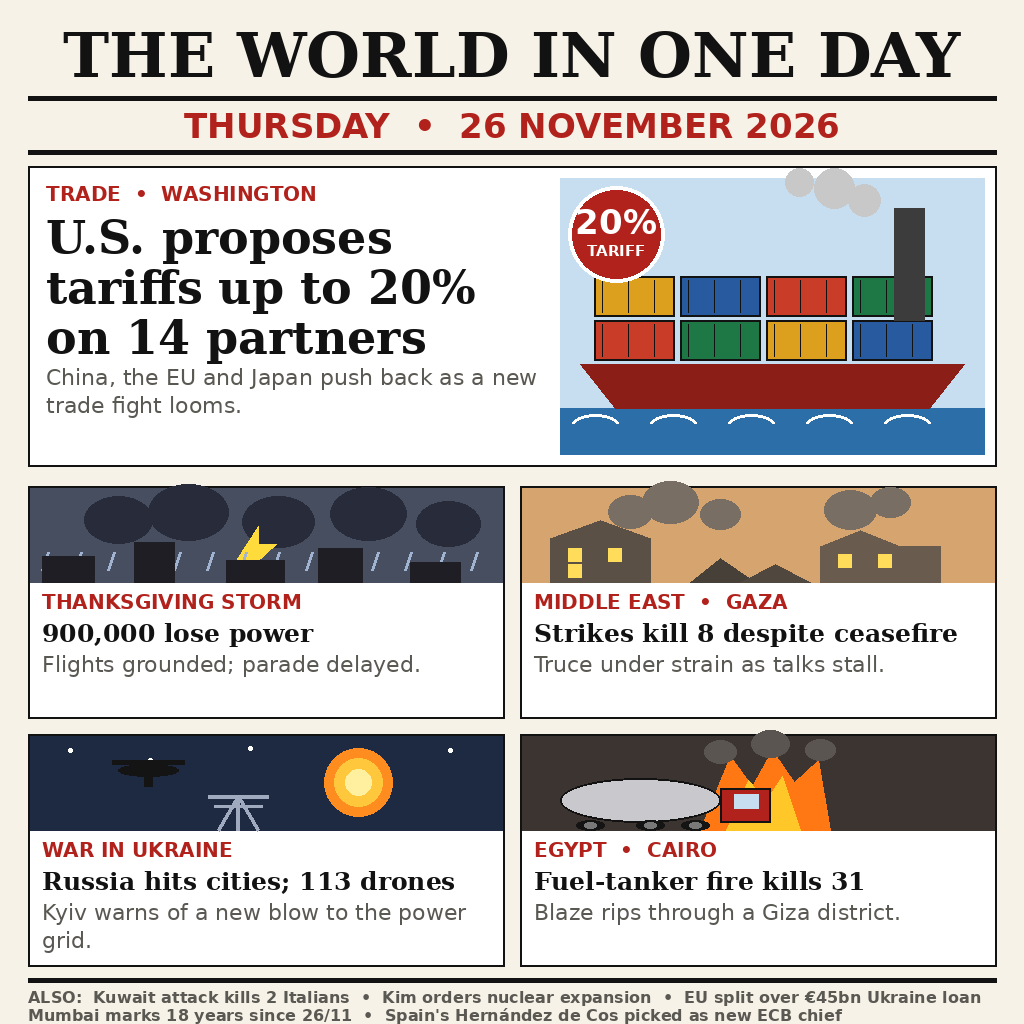 THE WORLD IN ONE DAY
THURSDAY • 26 NOVEMBER 2026
TRADE • WASHINGTON
U.S. proposes
tariffs up to 20%
on 14 partners
China, the EU and Japan push back as a new
trade fight looms.
20%
TARIFF
THANKSGIVING STORM
900,000 lose power
Flights grounded; parade delayed.
MIDDLE EAST • GAZA
Strikes kill 8 despite ceasefire
Truce under strain as talks stall.
WAR IN UKRAINE
Russia hits cities; 113 drones
Kyiv warns of a new blow to the power
grid.
EGYPT • CAIRO
Fuel-tanker fire kills 31
Blaze rips through a Giza district.
ALSO: Kuwait attack kills 2 Italians • Kim orders nuclear expansion • EU split over €45bn Ukraine loan
Mumbai marks 18 years since 26/11 • Spain's Hernández de Cos picked as new ECB chief